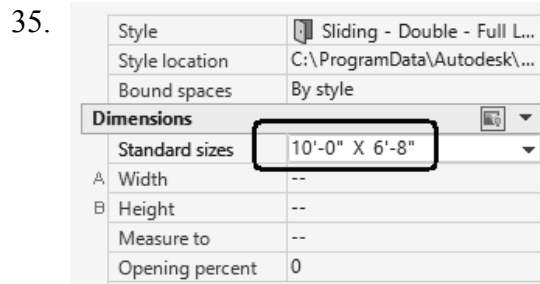 35.
Style Sliding - Double - Full L...
Style location C:\ProgramData\Autodesk\...
Bound spaces By style
Dimensions
Standard sizes 10'-0" X 6'-8"
A Width --
B Height --
Measure to --
Opening percent 0